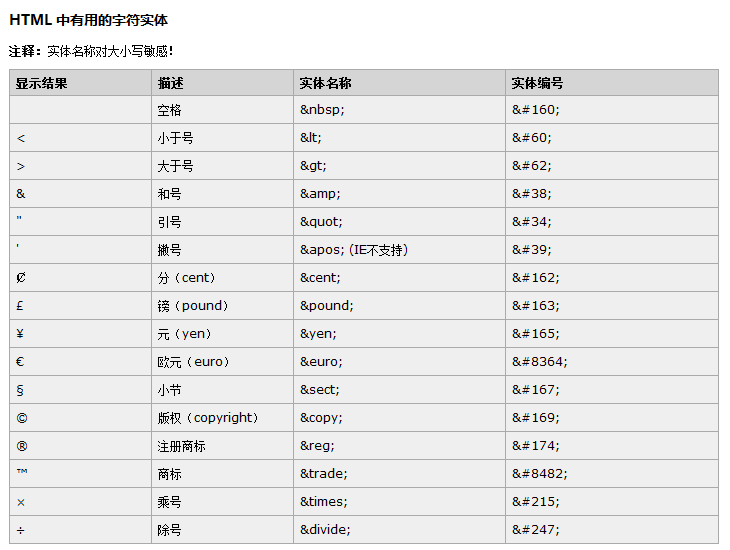 HTML 中有用的字符实体
注释：实体名称对大小写敏感！
显示结果 描述 实体名称 实体编号
空格 &nbsp; &#160;
< 小于号 &lt; &#60;
> 大于号 &gt; &#62;
& 和号 &amp; &#38;
" 引号 &quot; &#34;
' 撇号 &apos; (IE不支持) &#39;
₡ 分（cent） &cent; &#162;
£ 镑（pound） &pound; &#163;
¥ 元（yen） &yen; &#165;
€ 欧元（euro） &euro; &#8364;
§ 小节 &sect; &#167;
© 版权（copyright） &copy; &#169;
® 注册商标 &reg; &#174;
™ 商标 &trade; &#8482;
× 乘号 &times; &#215;
÷ 除号 &divide; &#247;